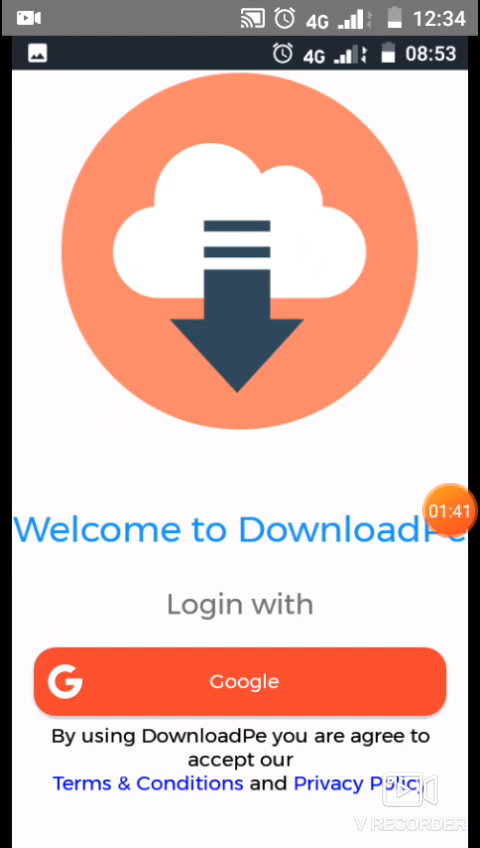 4G 12:34
4G 08:53
01:41
Welcome to DownloadPe
Login with
G Google
By using DownloadPe you are agree to
accept our
Terms & Conditions and Privacy Policy
V RECORDER